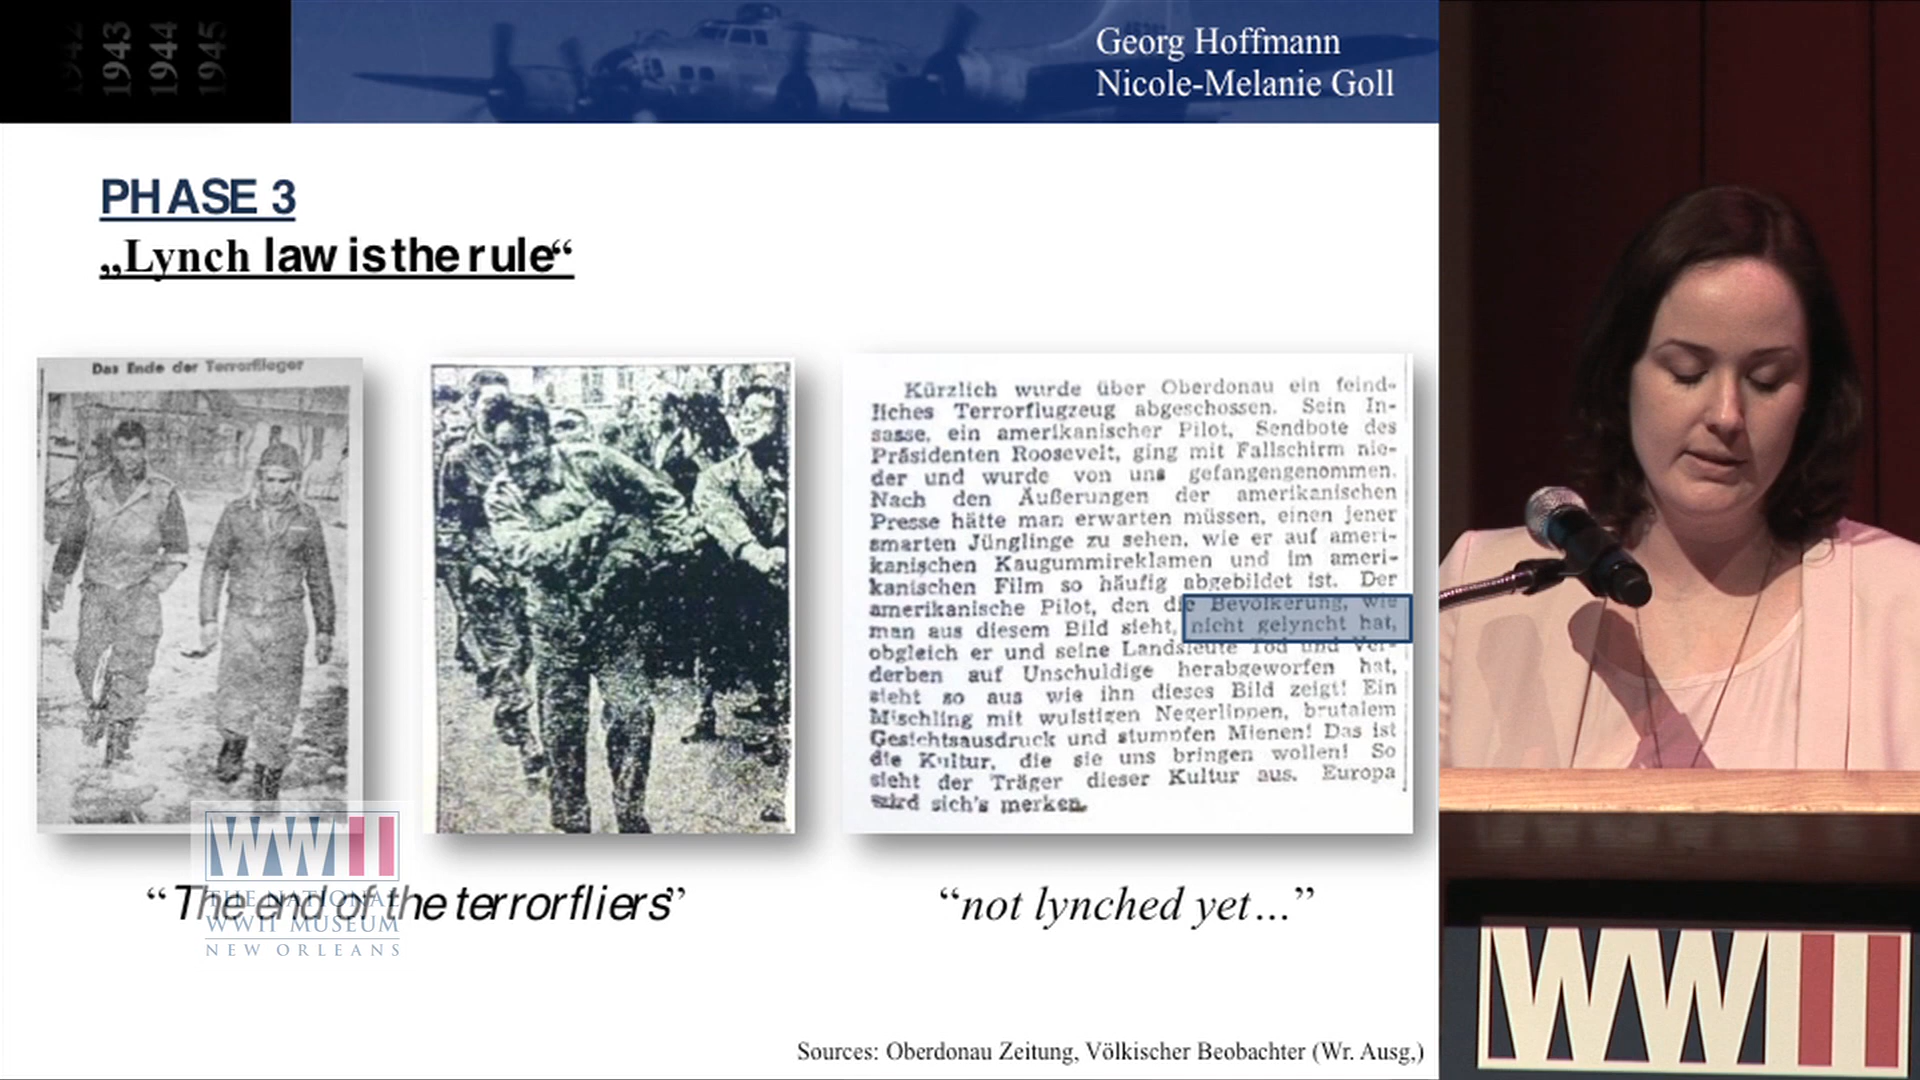 1942
1943
1944
1945
Georg Hoffmann
Nicole-Melanie Goll
PHASE 3
„Lynch law is the rule“
Das Ende der Terrorflieger
Kürzlich wurde über Oberdonau ein feind-
liches Terrorflugzeug abgeschossen. Sein In-
sasse, ein amerikanischer Pilot, Sendbote des
Präsidenten Roosevelt, ging mit Fallschirm nie-
der und wurde von uns gefangengenommen.
Nach den Äußerungen der amerikanischen
Presse hätte man erwarten müssen, einen jener
smarten Jünglinge zu sehen, wie er auf ameri-
kanischen Kaugummireklamen und im ameri-
kanischen Film so häufig abgebildet ist. Der
amerikanische Pilot, den die Bevölkerung, wie
man aus diesem Bild sieht, nicht gelyncht hat,
obgleich er und seine Landsleute Tod und Ver-
derben auf Unschuldige herabgeworfen hat,
sieht so aus wie ihn dieses Bild zeigt! Ein
Mischling mit wulstigen Negerlippen, brutalem
Gesichtsausdruck und stumpfen Mienen! Das ist
die Kultur, die sie uns bringen wollen! So
sieht der Träger dieser Kultur aus. Europa
wird sich's merken.
“The end of the terrorfliers”
“not lynched yet…”
WWII
THE NATIONAL
WWII MUSEUM
NEW ORLEANS
Sources: Oberdonau Zeitung, Völkischer Beobachter (Wr. Ausg,)
WWII